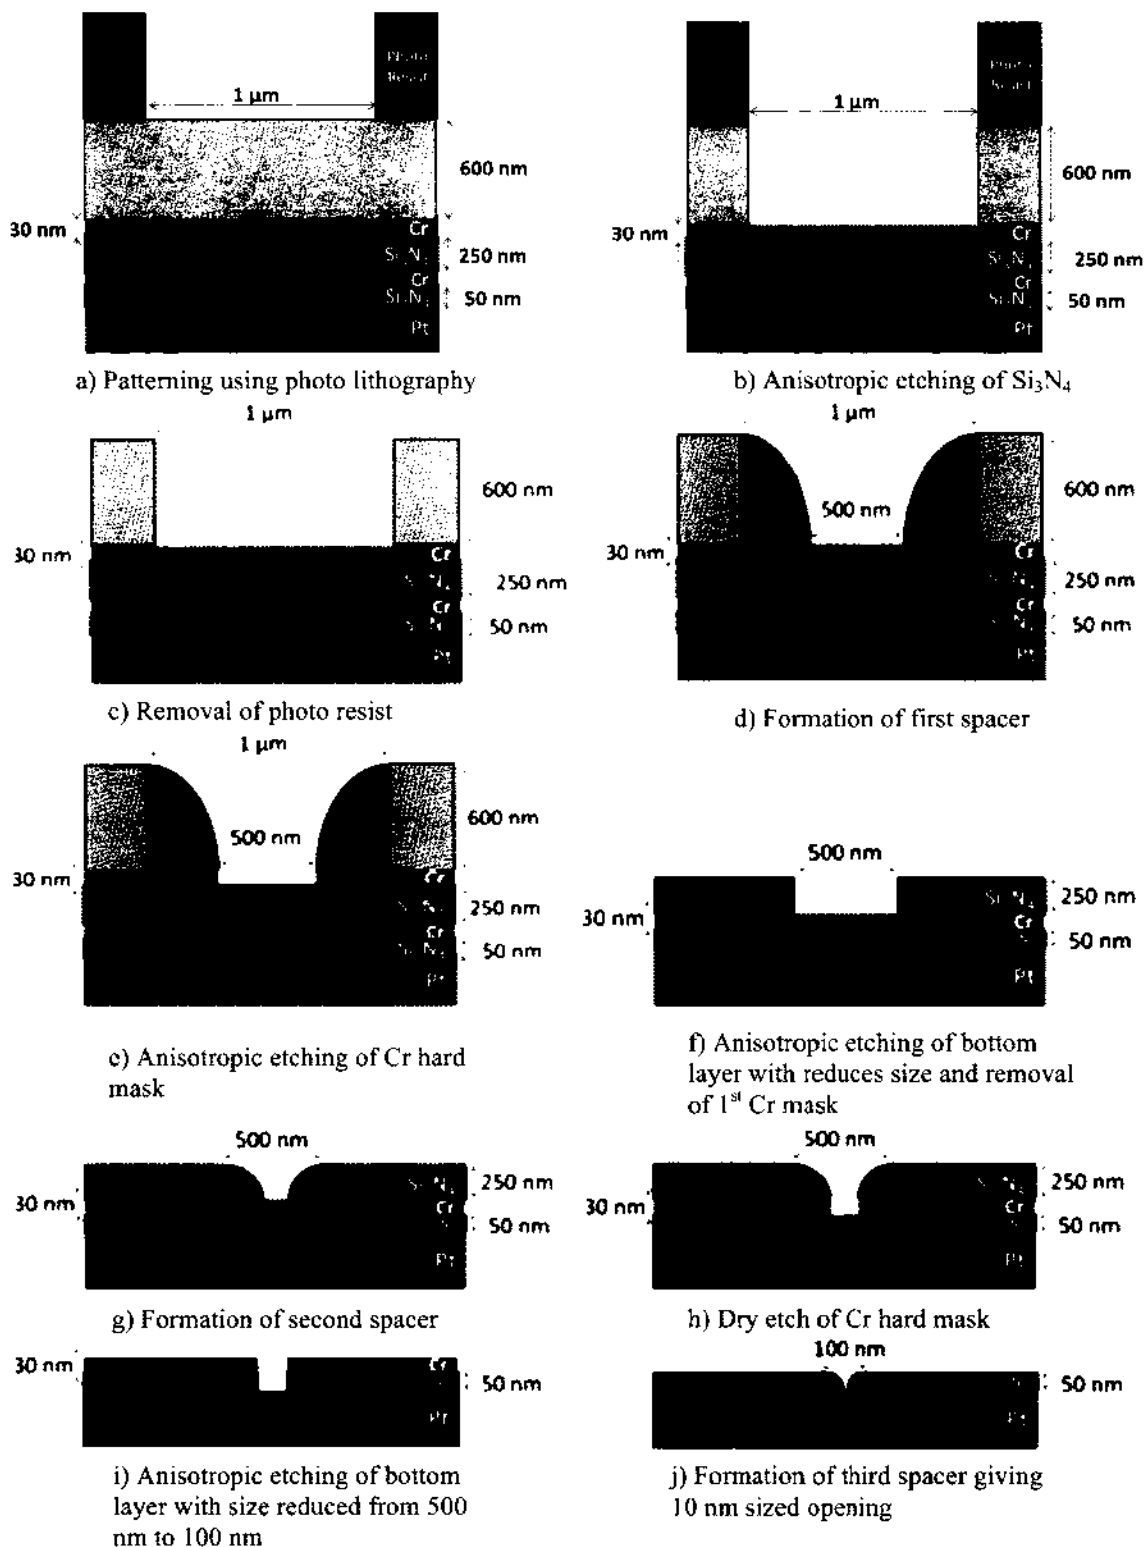 Photo
Resist
1 µm
600 nm
30 nm
Cr
Si₃N₄
250 nm
Cr
Si₃N₄
50 nm
Pt
a) Patterning using photo lithography
Photo
Resist
1 µm
600 nm
30 nm
Cr
Si₃N₄
250 nm
Cr
Si₃N₄
50 nm
Pt
b) Anisotropic etching of Si₃N₄
1 µm
600 nm
30 nm
Cr
250 nm
Cr
50 nm
Pt
c) Removal of photo resist
1 µm
600 nm
500 nm
30 nm
Cr
250 nm
Cr
50 nm
Pt
d) Formation of first spacer
1 µm
600 nm
500 nm
30 nm
Cr
250 nm
Cr
50 nm
Pt
e) Anisotropic etching of Cr hard
mask
500 nm
250 nm
30 nm
Cr
50 nm
Pt
f) Anisotropic etching of bottom
layer with reduces size and removal
of 1st Cr mask
500 nm
250 nm
30 nm
Cr
50 nm
Pt
g) Formation of second spacer
500 nm
250 nm
30 nm
Cr
50 nm
Pt
h) Dry etch of Cr hard mask
30 nm
Cr
50 nm
Pt
i) Anisotropic etching of bottom
layer with size reduced from 500
nm to 100 nm
100 nm
50 nm
Pt
j) Formation of third spacer giving
10 nm sized opening